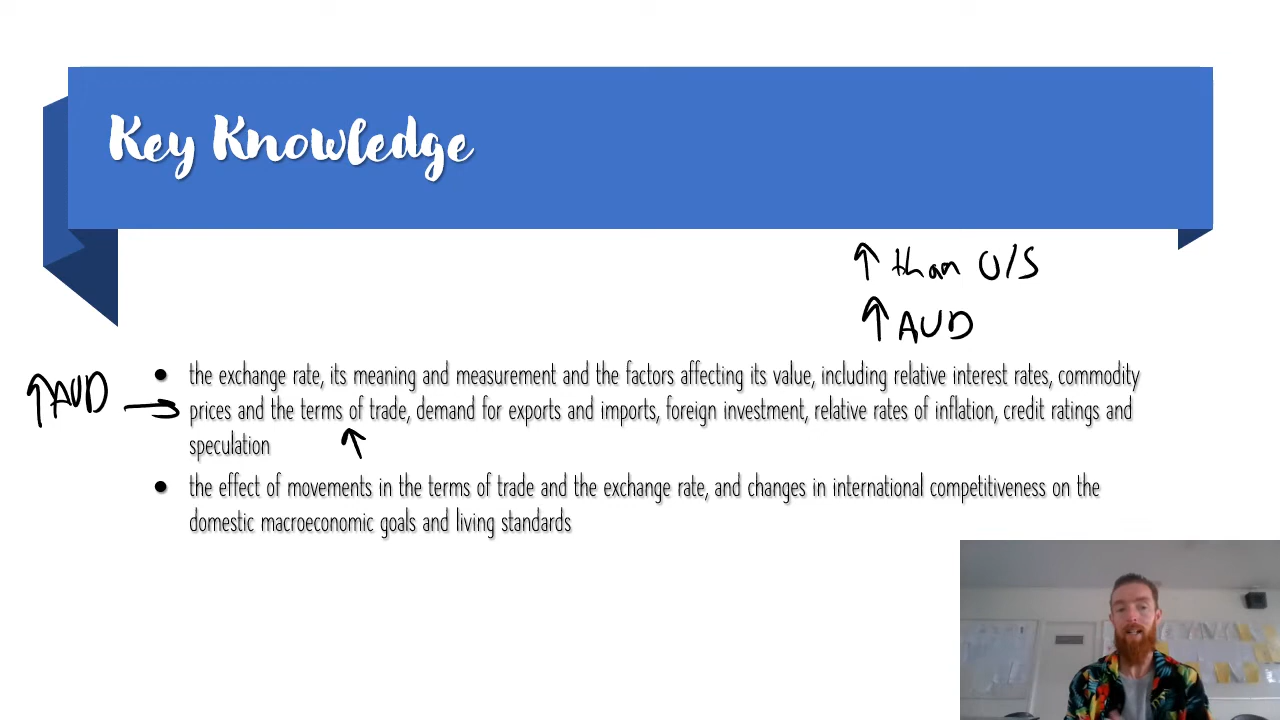 Key Knowledge
↑ than O/S
↑ AUD
↑AUD →
• the exchange rate, its meaning and measurement and the factors affecting its value, including relative interest rates, commodity
prices and the terms of trade, demand for exports and imports, foreign investment, relative rates of inflation, credit ratings and
speculation ↑
• the effect of movements in the terms of trade and the exchange rate, and changes in international competitiveness on the
domestic macroeconomic goals and living standards